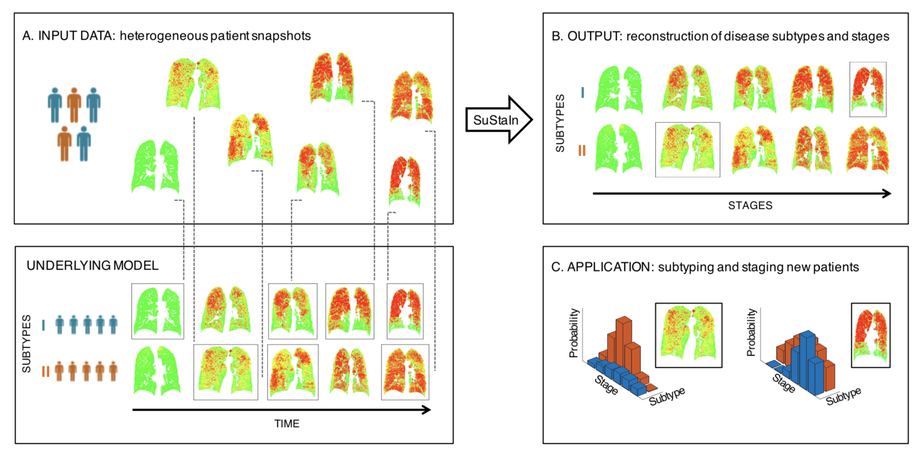 A. INPUT DATA: heterogeneous patient snapshots
SuStaIn
B. OUTPUT: reconstruction of disease subtypes and stages
SUBTYPES
I
II
STAGES
UNDERLYING MODEL
SUBTYPES
I
II
TIME
C. APPLICATION: subtyping and staging new patients
Probability
Stage
Subtype
Probability
Stage
Subtype